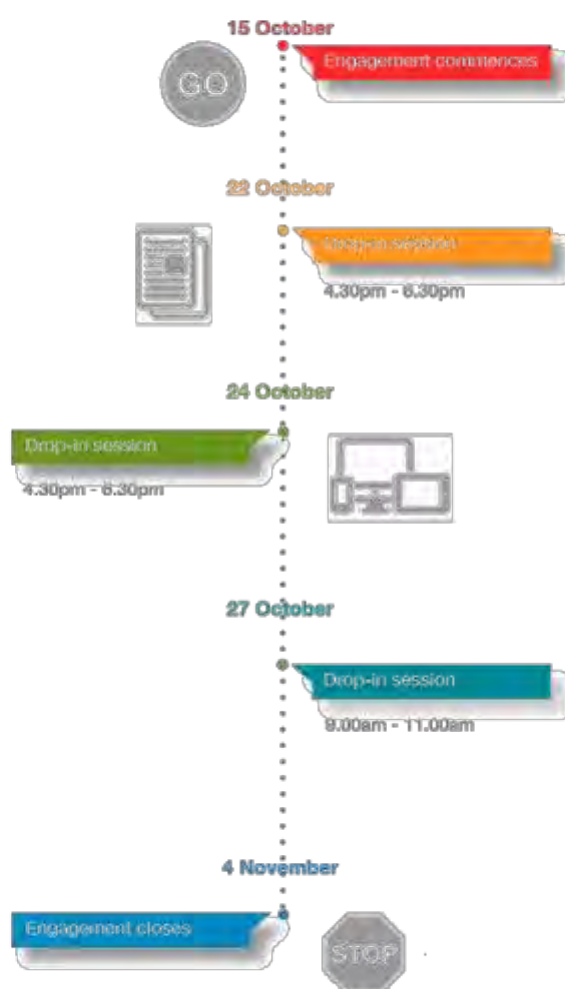 15 October
GO
Engagement commences
22 October
Drop-in session
4.30pm - 6.30pm
24 October
Drop-in session
4.30pm - 6.30pm
27 October
Drop-in session
9.00am - 11.00am
4 November
Engagement closes
STOP